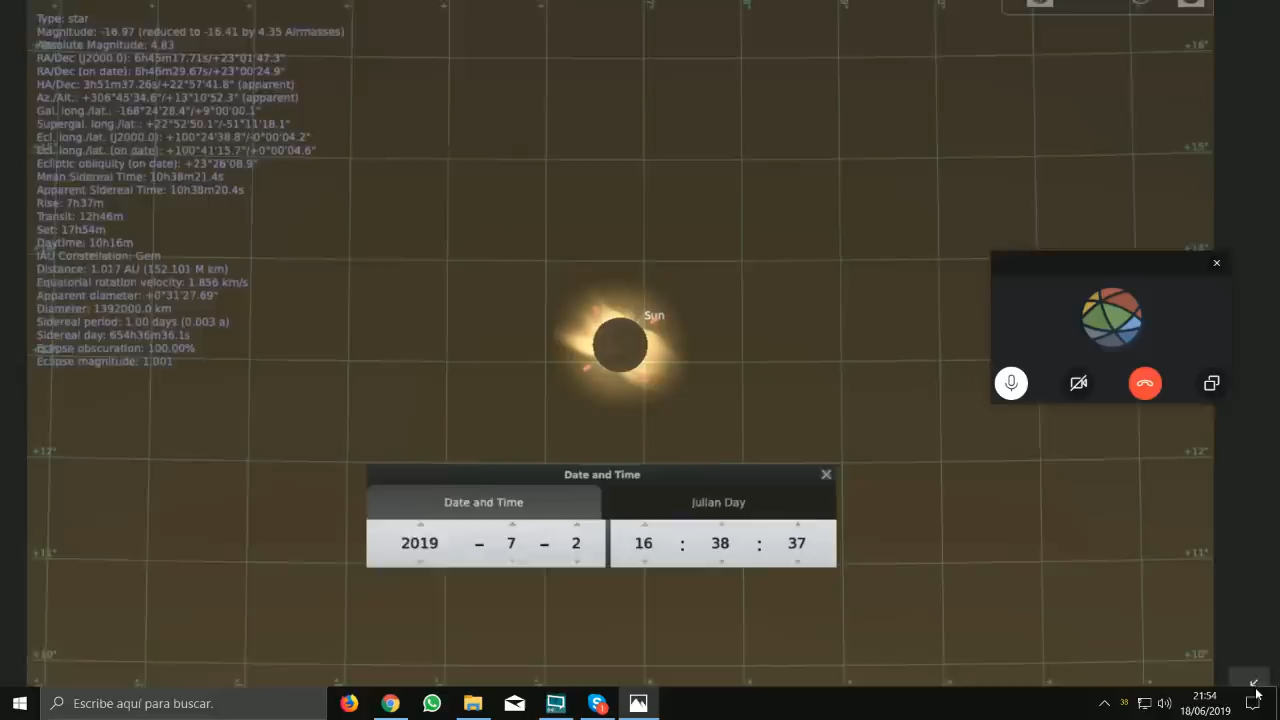 Type: star
Magnitude: -16.97 (reduced to -16.41 by 4.35 Airmasses)
Absolute Magnitude: 4.83
RA/Dec (J2000.0): 6h45m17.71s/+23°01'47.3"
RA/Dec (on date): 6h46m29.67s/+23°00'24.9"
HA/Dec: 3h51m37.26s/+22°57'41.8" (apparent)
Az./Alt.: +306°45'34.6"/+13°10'52.3" (apparent)
Gal. long./lat.: -168°24'28.4"/+9°00'00.1"
Supergal. long./lat.: +22°52'50.1"/-51°11'18.1"
Ecl. long./lat. (J2000.0): +100°24'38.8"/-0°00'04.2"
Ecl. long./lat. (on date): +100°41'15.7"/+0°00'04.6"
Ecliptic obliquity (on date): +23°26'08.9"
Mean Sidereal Time: 10h38m21.4s
Apparent Sidereal Time: 10h38m20.4s
Rise: 7h37m
Transit: 12h46m
Set: 17h54m
Daytime: 10h16m
IAU Constellation: Gem
Distance: 1.017 AU (152.101 M km)
Equatorial rotation velocity: 1.856 km/s
Apparent diameter: +0°31'27.69"
Diameter: 1392000.0 km
Sidereal period: 1.00 days (0.003 a)
Sidereal day: 654h36m36.1s
Eclipse obscuration: 100.00%
Eclipse magnitude: 1.001
+16°
+15°
Sun
+12°
+11°
+11°
+10°
+10°
Date and Time
Date and Time
Julian Day
2019 - 7 - 2 16 : 38 : 37
Escribe aquí para buscar.
38
21:54
18/06/2019